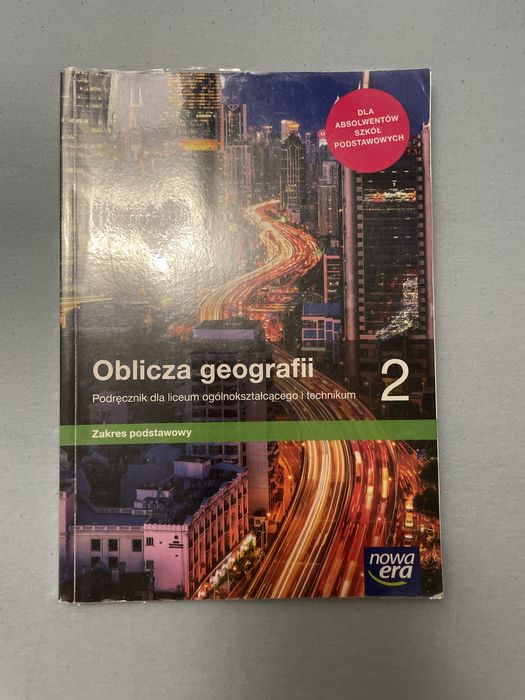 DLA
ABSOLWENTÓW
SZKÓŁ
PODSTAWOWYCH
Oblicza geografii 2
Podręcznik dla liceum ogólnokształcącego i technikum
Zakres podstawowy
nowa
era